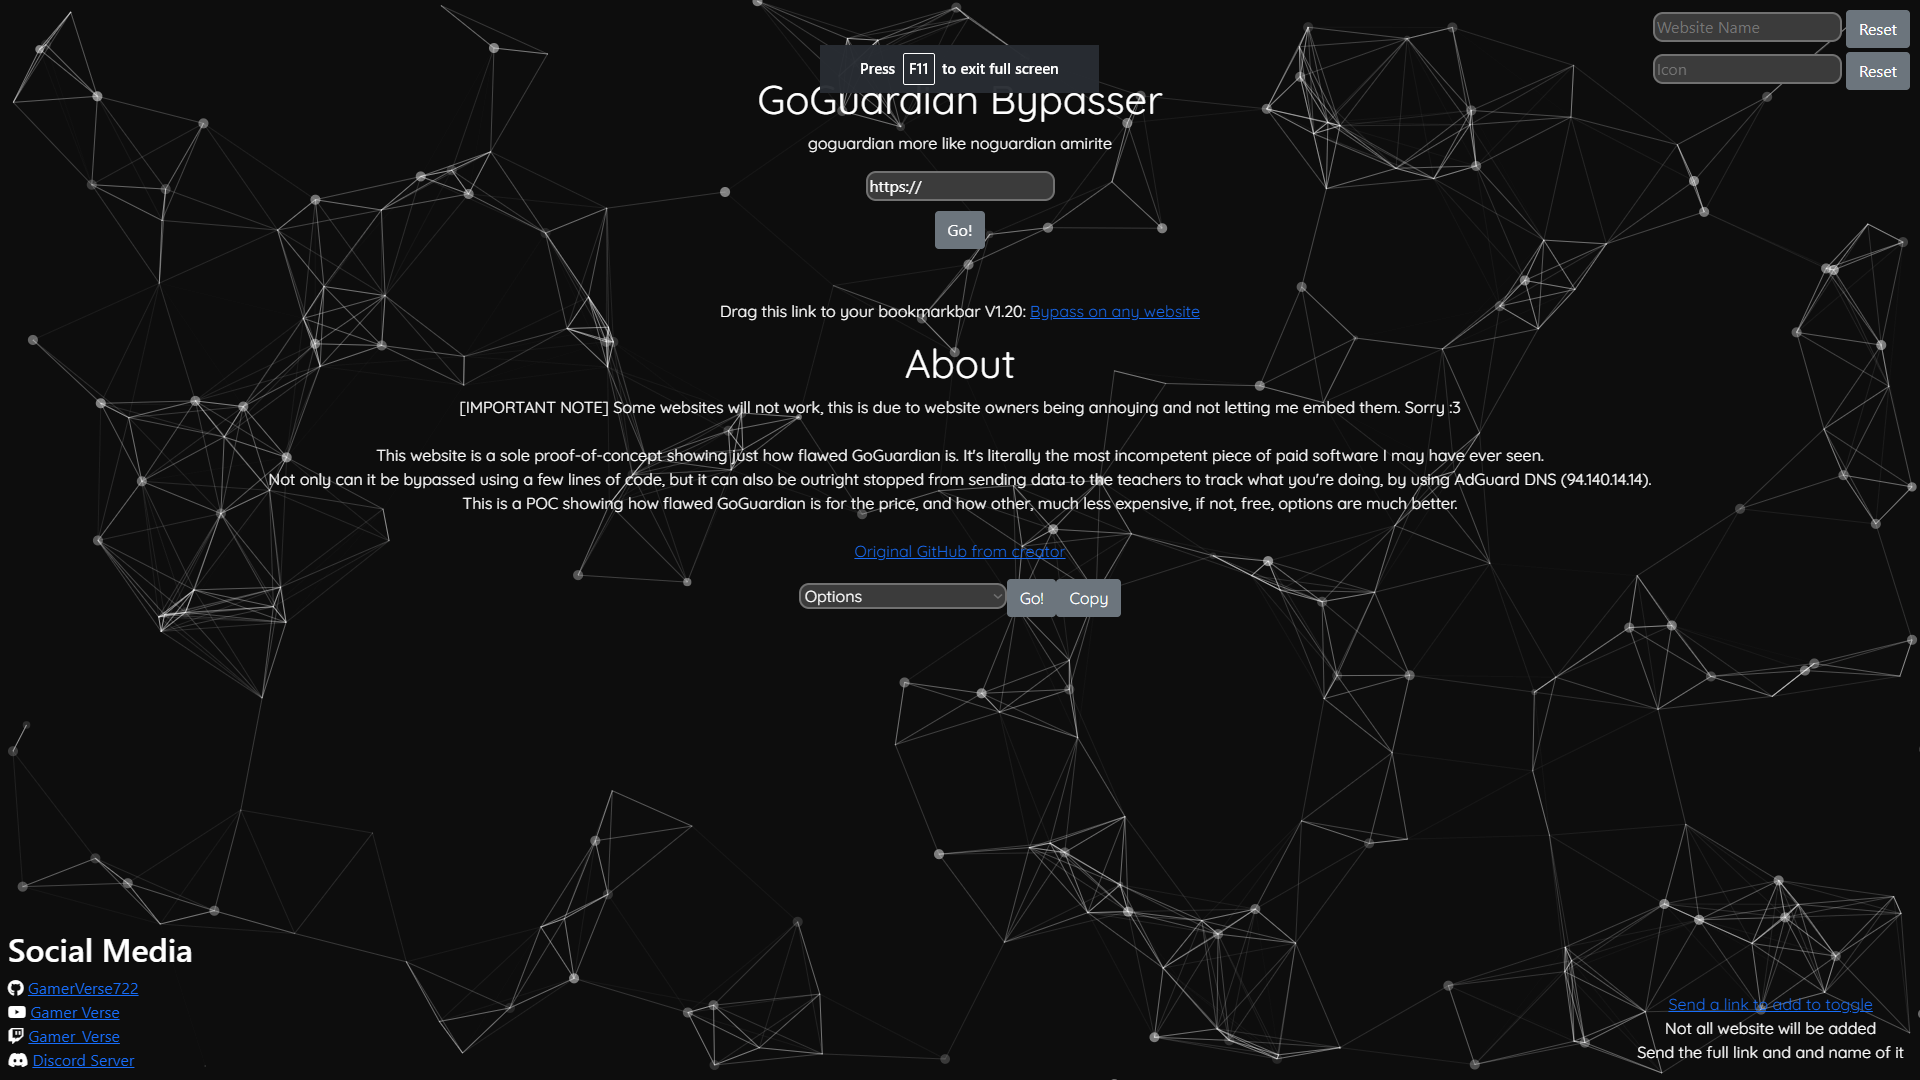 Website Name
Reset
Icon
Reset
Press F11 to exit full screen
GoGuardian Bypasser
goguardian more like noguardian amirite
https://
Go!
Drag this link to your bookmarkbar V1.20: Bypass on any website
About
[IMPORTANT NOTE] Some websites will not work, this is due to website owners being annoying and not letting me embed them. Sorry :3
This website is a sole proof-of-concept showing just how flawed GoGuardian is. It's literally the most incompetent piece of paid software I may have ever seen.
Not only can it be bypassed using a few lines of code, but it can also be outright stopped from sending data to the teachers to track what you're doing, by using AdGuard DNS (94.140.14.14).
This is a POC showing how flawed GoGuardian is for the price, and how other, much less expensive, if not, free, options are much better.
Original GitHub from creator
Options
Go!
Copy
Social Media
GamerVerse722
Gamer Verse
Gamer_Verse
Discord Server
Send a link to add to toggle
Not all website will be added
Send the full link and and name of it